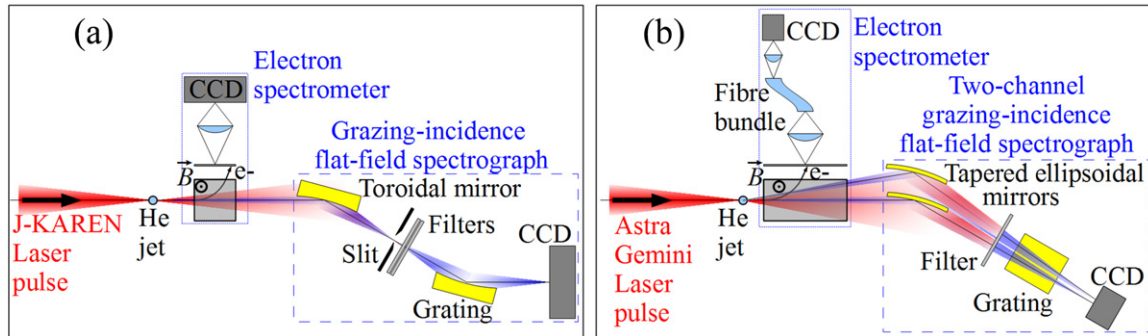 (a)
CCD
Electron
spectrometer
Grazing-incidence
flat-field spectrograph
B
e-
Toroidal mirror
J-KAREN
Laser
pulse
He
jet
Filters
Slit
CCD
Grating
(b)
CCD
Electron
spectrometer
Fibre
bundle
Two-channel
grazing-incidence
flat-field spectrograph
B
e-
Tapered ellipsoidal
mirrors
Astra
Gemini
Laser
pulse
He
jet
Filter
Grating
CCD